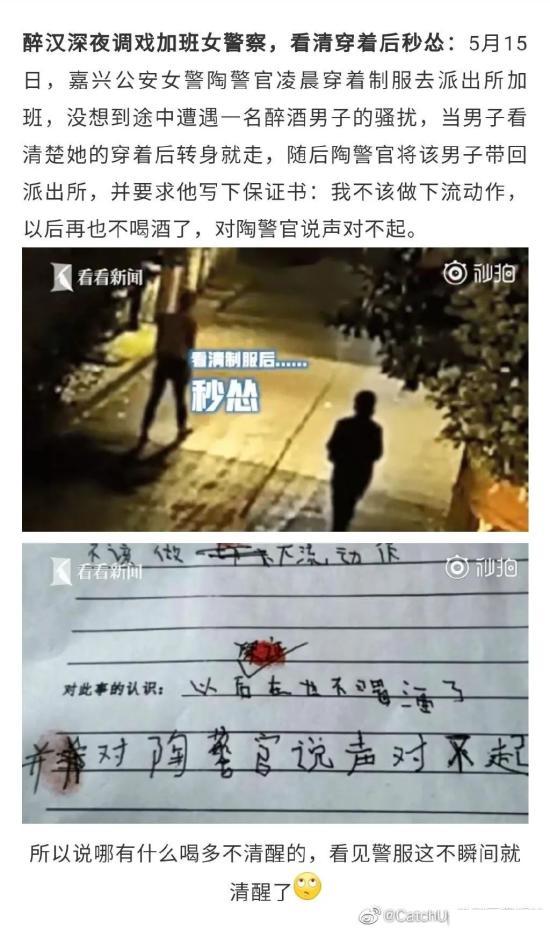 醉汉深夜调戏加班女警察，看清穿着后秒怂：5月15
日，嘉兴公安女警陶警官凌晨穿着制服去派出所加
班，没想到途中遭遇一名醉酒男子的骚扰，当男子看
清楚她的穿着后转身就走，随后陶警官将该男子带回
派出所，并要求他写下保证书：我不该做下流动作，
以后再也不喝酒了，对陶警官说声对不起。
看看新闻
秒拍
看清制服后......
秒怂
不该做下流动作
看看新闻
秒拍
保证
对此事的认识：以后在也不喝酒了
并对陶警官说声对不起
所以说哪有什么喝多不清醒的，看见警服这不瞬间就
清醒了
@CatchU